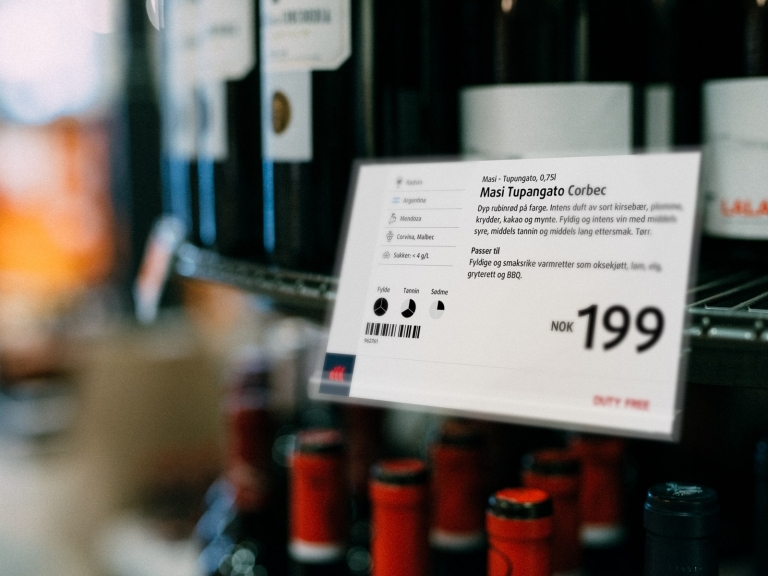 Masi - Tupungato, 0,75l
Masi Tupangato Corbec
Dyp rubinrød på farge. Intens duft av sort kirsebær, plomme,
krydder, kakao og mynte. Fyldig og intens vin med middels
syre, middels tannin og middels lang ettersmak. Tørr.
Passer til
Fyldige og smaksrike varmretter som oksekjøtt, lam, elg,
gryterett og BBQ.
Rødvin
Argentina
Mendoza
Corvina, Malbec
Sukker: < 4 g/L
Fylde Tannin Sødme
NOK 199
DUTY FREE
LALA